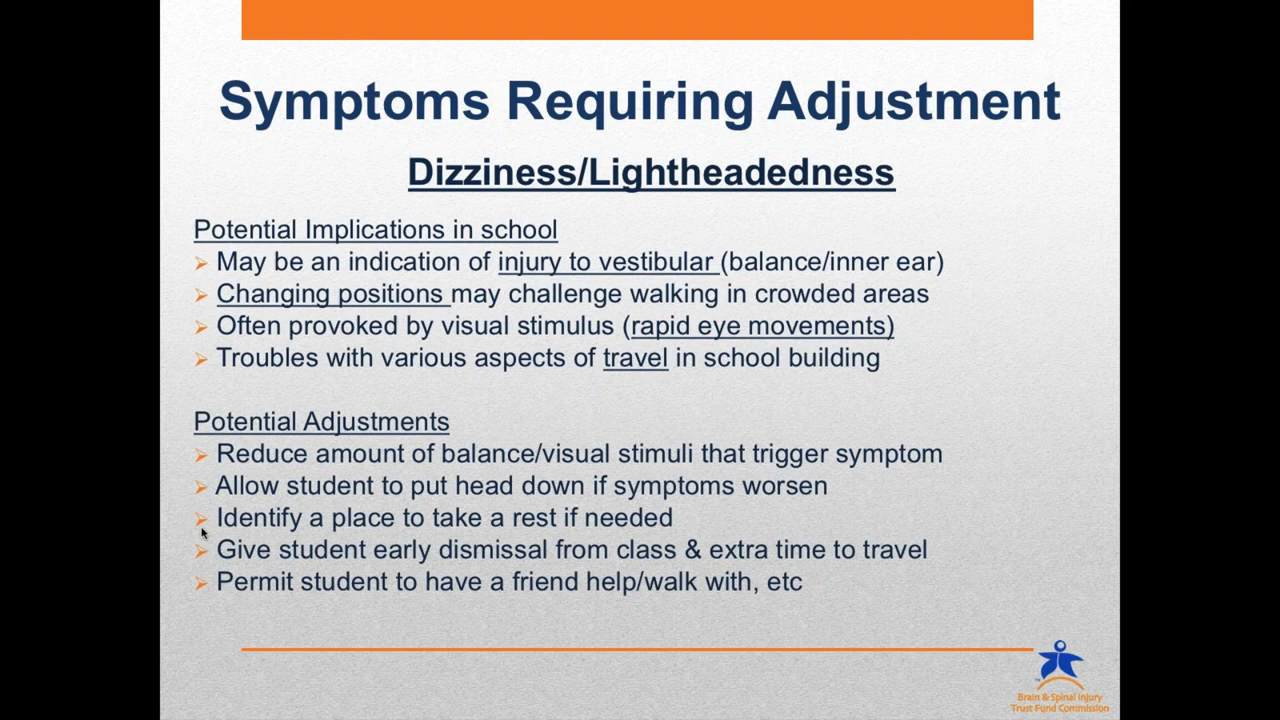 Symptoms Requiring Adjustment
Dizziness/Lightheadedness
Potential Implications in school
May be an indication of injury to vestibular (balance/inner ear)
Changing positions may challenge walking in crowded areas
Often provoked by visual stimulus (rapid eye movements)
Troubles with various aspects of travel in school building
Potential Adjustments
Reduce amount of balance/visual stimuli that trigger symptom
Allow student to put head down if symptoms worsen
Identify a place to take a rest if needed
Give student early dismissal from class & extra time to travel
Permit student to have a friend help/walk with, etc
Brain & Spinal Injury
Trust Fund Commission